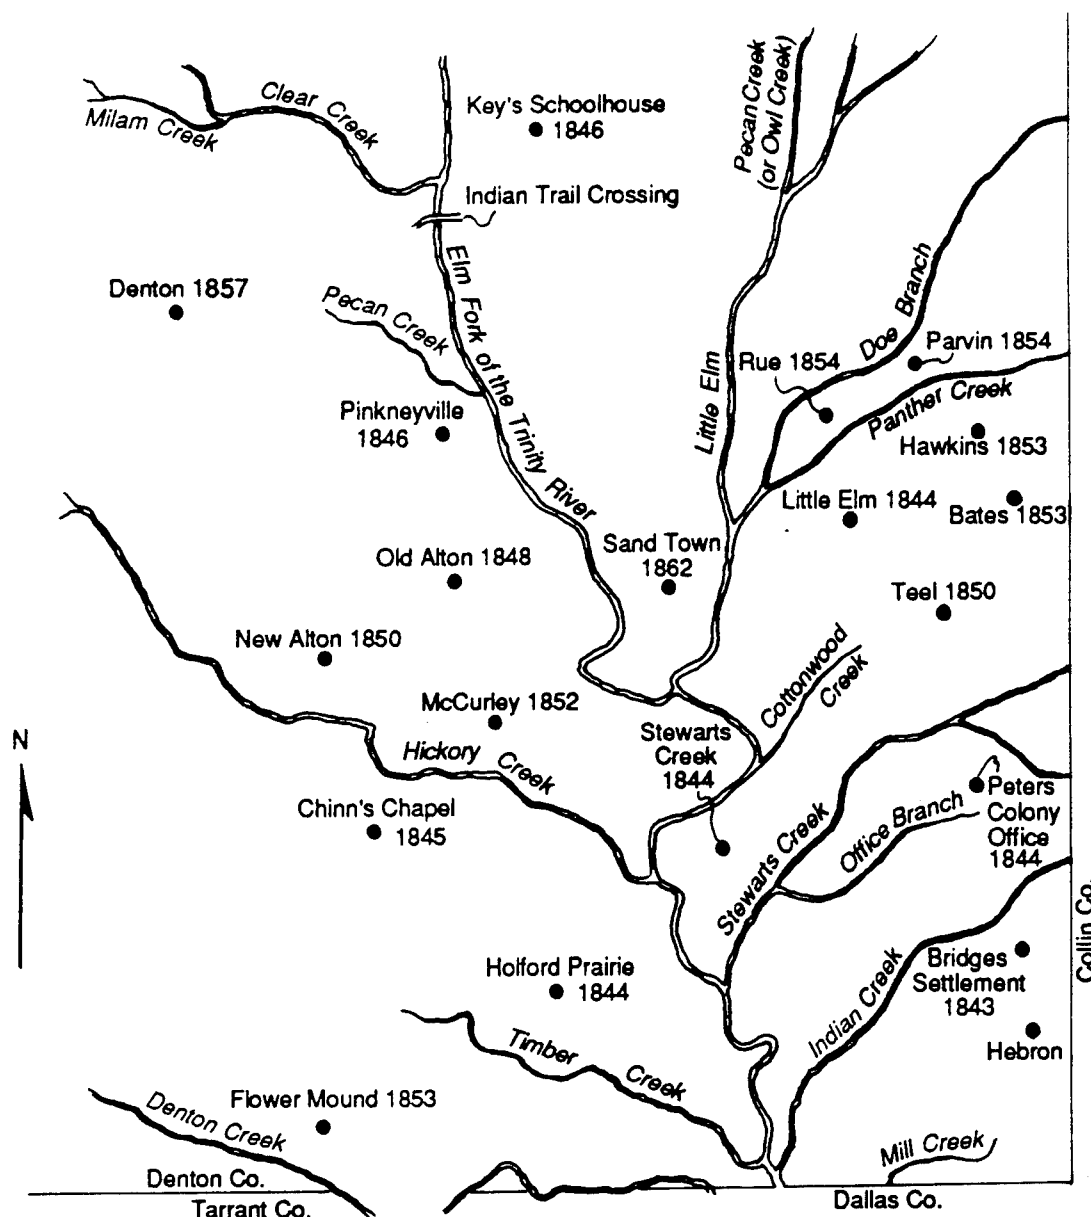 Key's Schoolhouse
1846
Clear Creek
Milam Creek
Pecan Creek
(or Owl Creek)
Indian Trail Crossing
Denton 1857
Pecan Creek
Elm Fork of the Trinity River
Doe Branch
Parvin 1854
Rue 1854
Little Elm
Panther Creek
Pinkneyville
1846
Hawkins 1853
Little Elm 1844
Bates 1853
Old Alton 1848
Sand Town
1862
Teel 1850
New Alton 1850
Cottonwood
Creek
McCurley 1852
Stewarts
Creek
1844
N
Hickory Creek
Chinn's Chapel
1845
Stewarts Creek
Office Branch
Peters
Colony
Office
1844
Collin Co.
Holford Prairie
1844
Indian Creek
Bridges
Settlement
1843
Hebron
Timber Creek
Flower Mound 1853
Denton Creek
Mill Creek
Denton Co.
Tarrant Co.
Dallas Co.